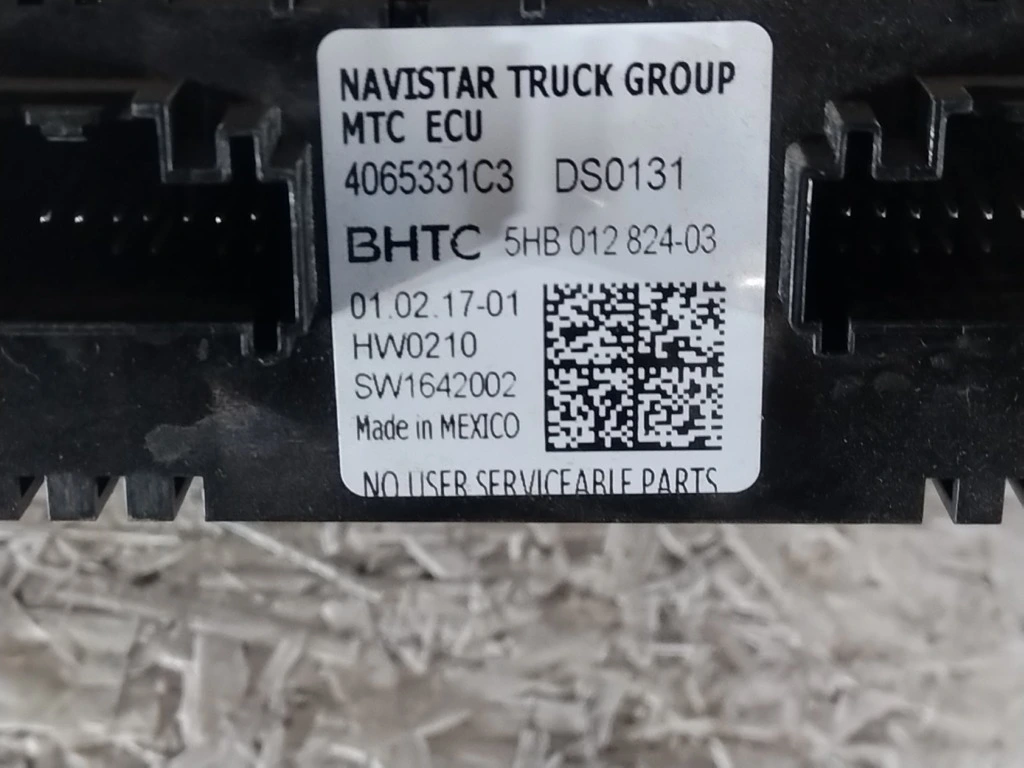 NAVISTAR TRUCK GROUP
MTC ECU
4065331C3 DS0131
BHTC 5HB 012 824-03
01.02.17-01
HW0210
SW1642002
Made in MEXICO
NO USER SERVICEABLE PARTS